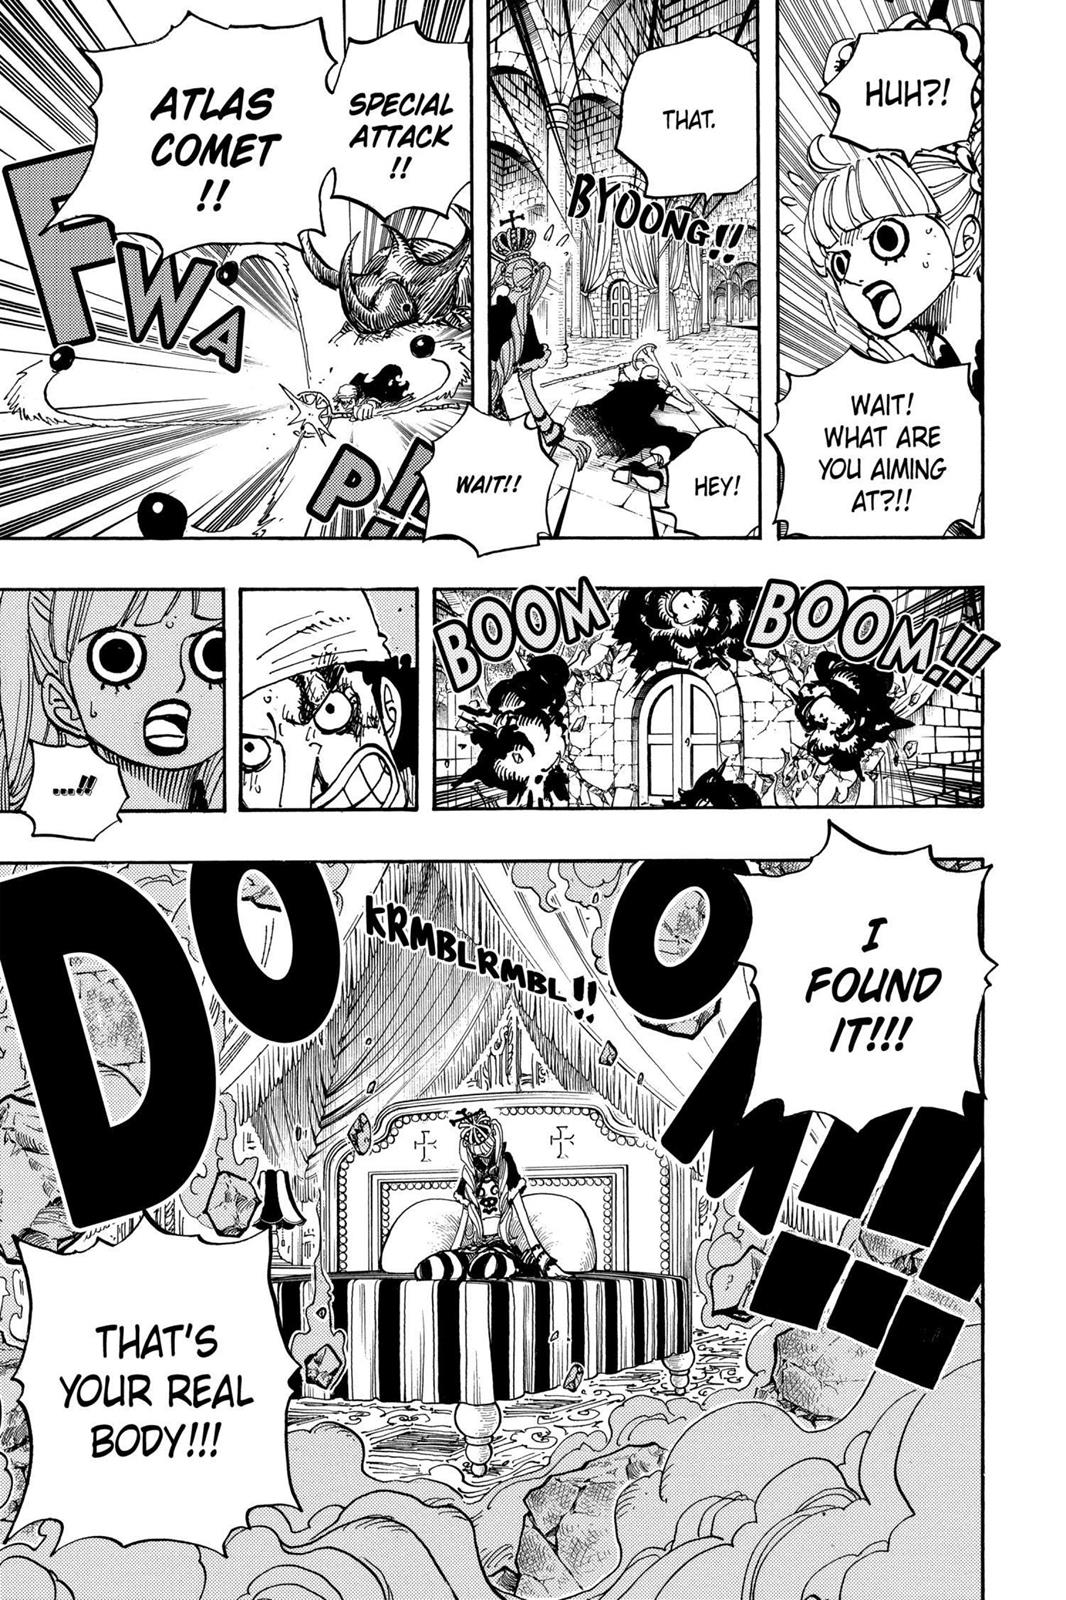 HUH?!
WAIT!
WHAT ARE
YOU AIMING
AT?!!
THAT.
BYOONG!!
HEY!
WAIT!!
SPECIAL
ATTACK
!!
ATLAS
COMET
!!
FWA
BOOM!!
BOOM
...!!
I
FOUND
IT!!!
DOOM!!!
KRMBLRMBL!!
THAT'S
YOUR REAL
BODY!!!